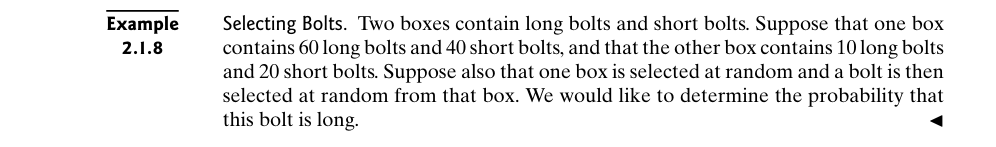 Example Selecting Bolts. Two boxes contain long bolts and short bolts. Suppose that one box
2.1.8 contains 60 long bolts and 40 short bolts, and that the other box contains 10 long bolts
and 20 short bolts. Suppose also that one box is selected at random and a bolt is then
selected at random from that box. We would like to determine the probability that
this bolt is long. ◄